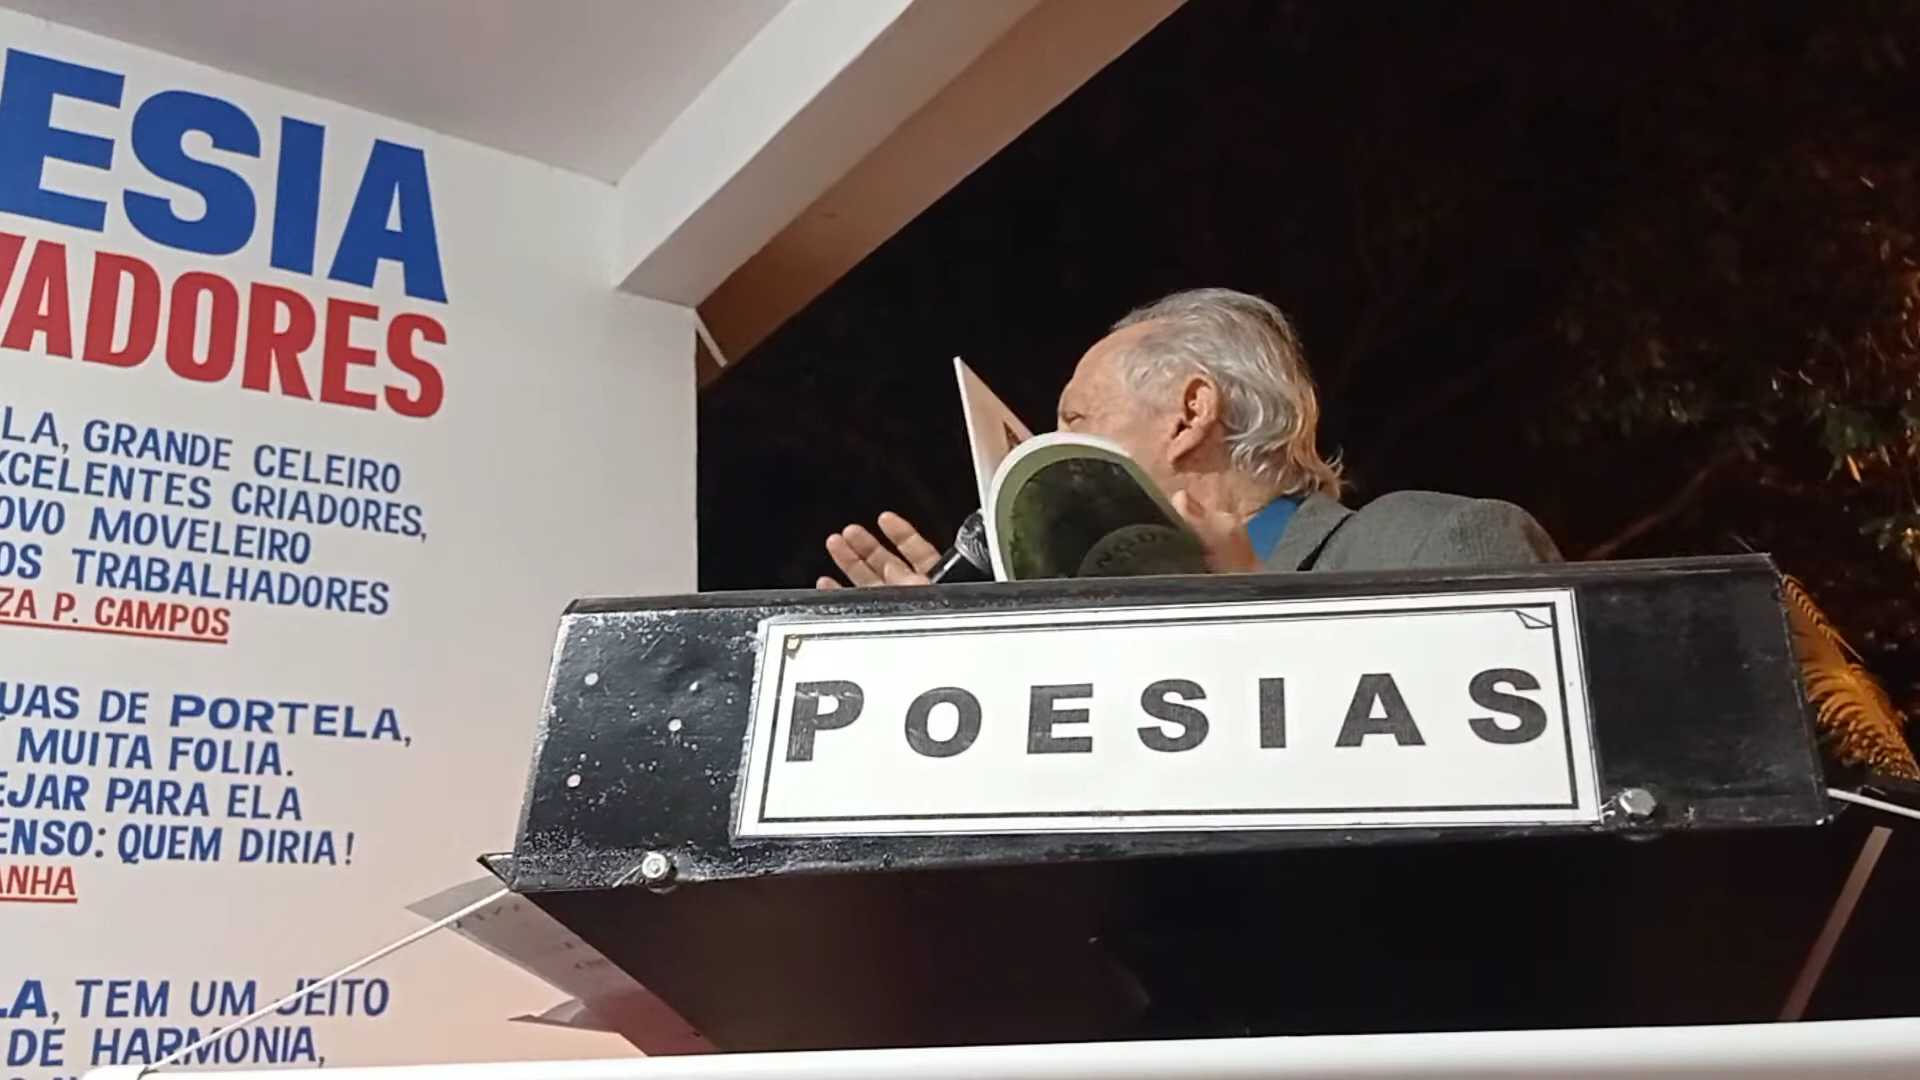 ESIA
VADORES
LA, GRANDE CELEIRO
XCELENTES CRIADORES,
OVO MOVELEIRO
OS TRABALHADORES
ZA P. CAMPOS
UAS DE PORTELA,
MUITA FOLIA.
EJAR PARA ELA
ENSO: QUEM DIRIA!
ANHA
LA, TEM UM JEITO
DE HARMONIA,
POESIAS